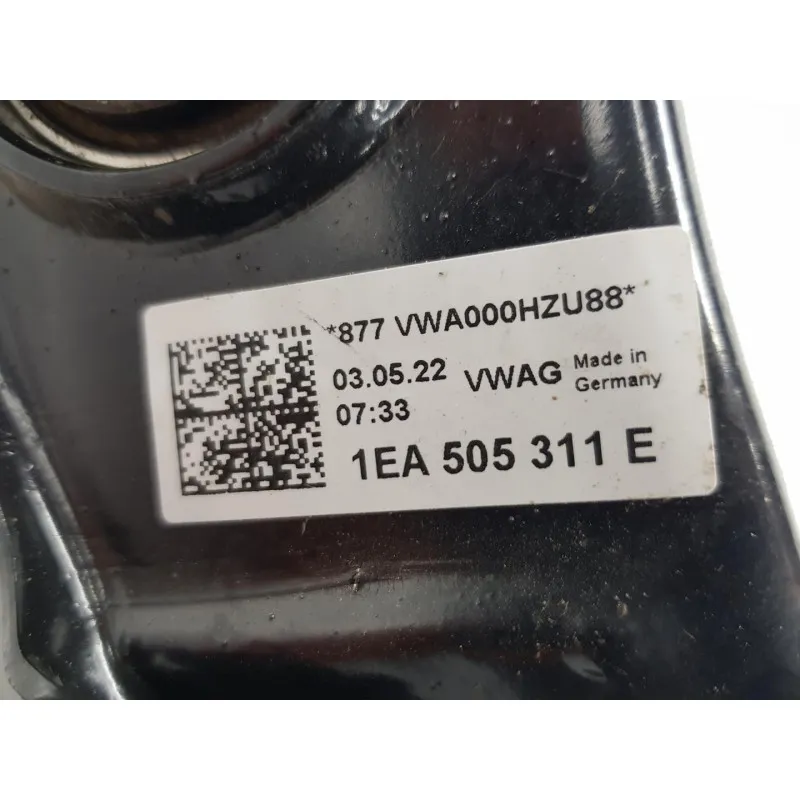 *877 VWA000HZU88*
03.05.22 VWAG Made in
Germany
07:33
1EA 505 311 E